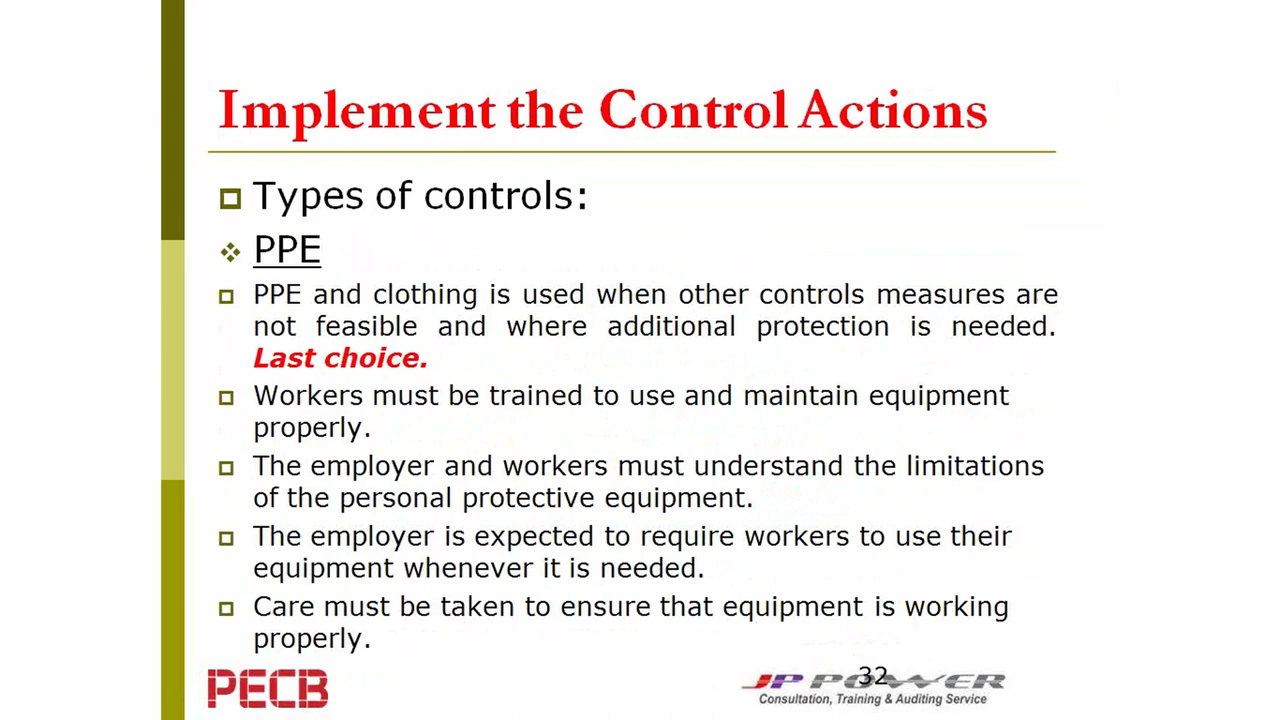 Implement the Control Actions
Types of controls:
PPE
PPE and clothing is used when other controls measures are
not feasible and where additional protection is needed.
Last choice.
Workers must be trained to use and maintain equipment
properly.
The employer and workers must understand the limitations
of the personal protective equipment.
The employer is expected to require workers to use their
equipment whenever it is needed.
Care must be taken to ensure that equipment is working
properly.
PECB
JP POWER
32
Consultation, Training & Auditing Service